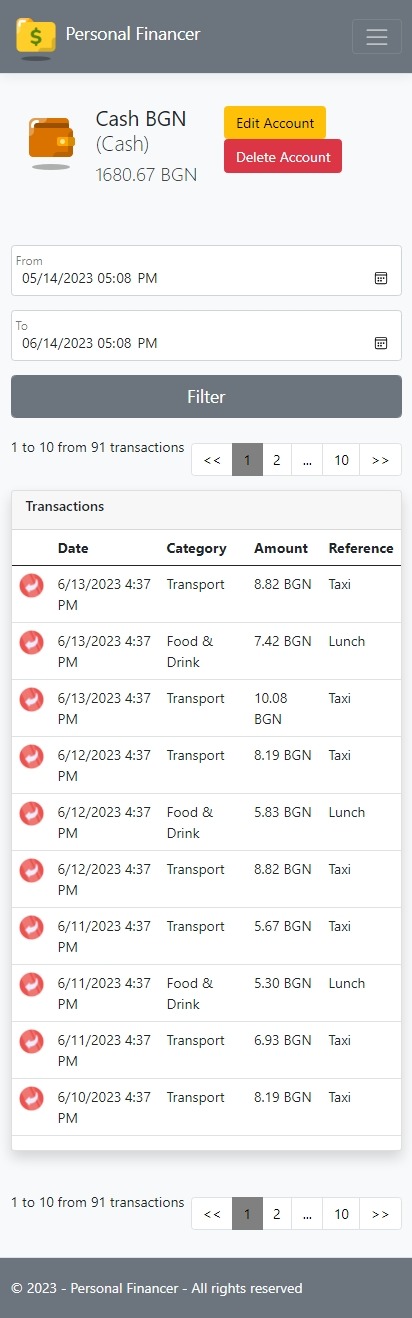 Personal Financer
Cash BGN
(Cash)
1680.67 BGN
Edit Account
Delete Account
From
05/14/2023 05:08 PM
To
06/14/2023 05:08 PM
Filter
1 to 10 from 91 transactions
<< 1 2 ... 10 >>
Transactions
Date Category Amount Reference
6/13/2023 4:37 Transport 8.82 BGN Taxi
PM
6/13/2023 4:37 Food & 7.42 BGN Lunch
PM Drink
6/13/2023 4:37 Transport 10.08 Taxi
PM BGN
6/12/2023 4:37 Transport 8.19 BGN Taxi
PM
6/12/2023 4:37 Food & 5.83 BGN Lunch
PM Drink
6/12/2023 4:37 Transport 8.82 BGN Taxi
PM
6/11/2023 4:37 Transport 5.67 BGN Taxi
PM
6/11/2023 4:37 Food & 5.30 BGN Lunch
PM Drink
6/11/2023 4:37 Transport 6.93 BGN Taxi
PM
6/10/2023 4:37 Transport 8.19 BGN Taxi
PM
1 to 10 from 91 transactions
<< 1 2 ... 10 >>
© 2023 - Personal Financer - All rights reserved